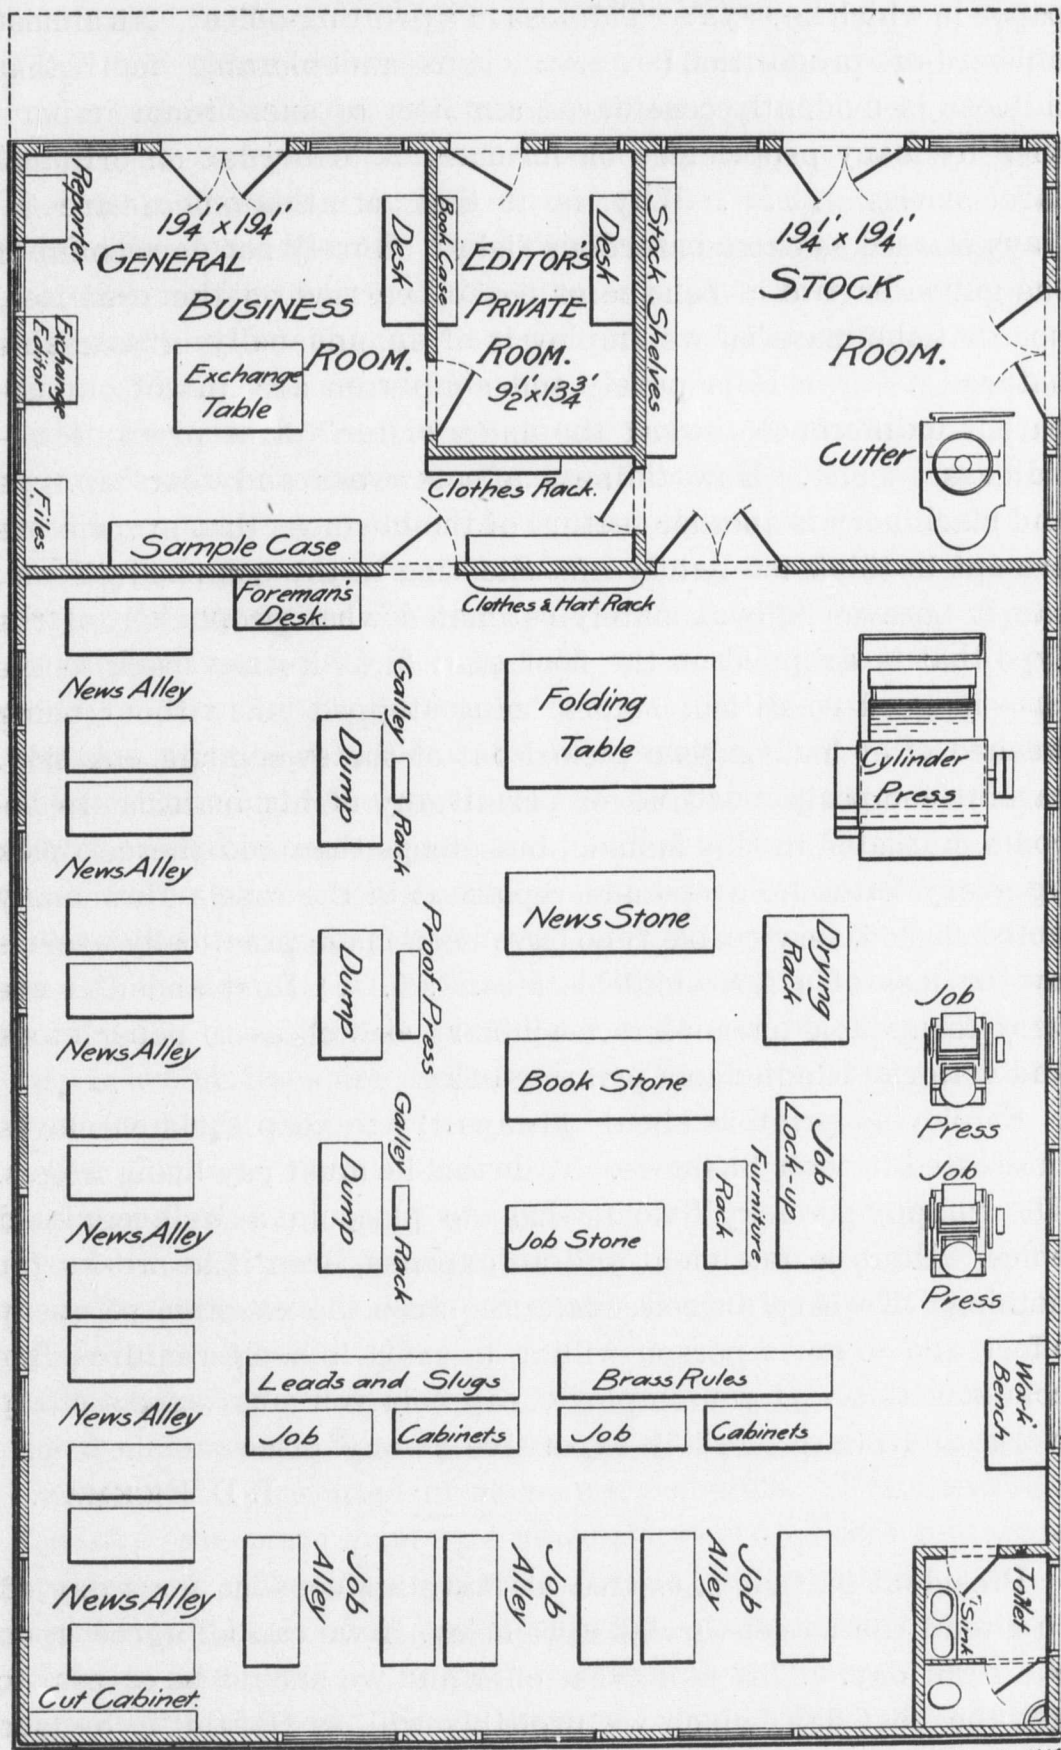 Reporter
19¼' x 19¼'
GENERAL
BUSINESS
ROOM.
Desk
Book Case
EDITORS
PRIVATE
ROOM.
9½' x 13¾'
Desk
Stock Shelves
19¼' x 19¼'
STOCK
ROOM.
Exchange
Editor
Exchange
Table
Cutter
Files
Sample Case
Clothes Rack.
Foreman's
Desk.
Clothes & Hat Rack
News Alley
Galley Rack
Dump
Folding
Table
Cylinder
Press
News Alley
News Stone
Drying
Rack
Proof Press
Dump
News Alley
Book Stone
Job
Press
Galley Rack
Dump
News Alley
Job Stone
Furniture
Rack
Job
Lock-up
Job
Press
Leads and Slugs
Brass Rules
Work
Bench
News Alley
Job
Cabinets
Job
Cabinets
News Alley
Job
Alley
Job
Alley
Job
Alley
Toilet
Sink
Cut Cabinet.